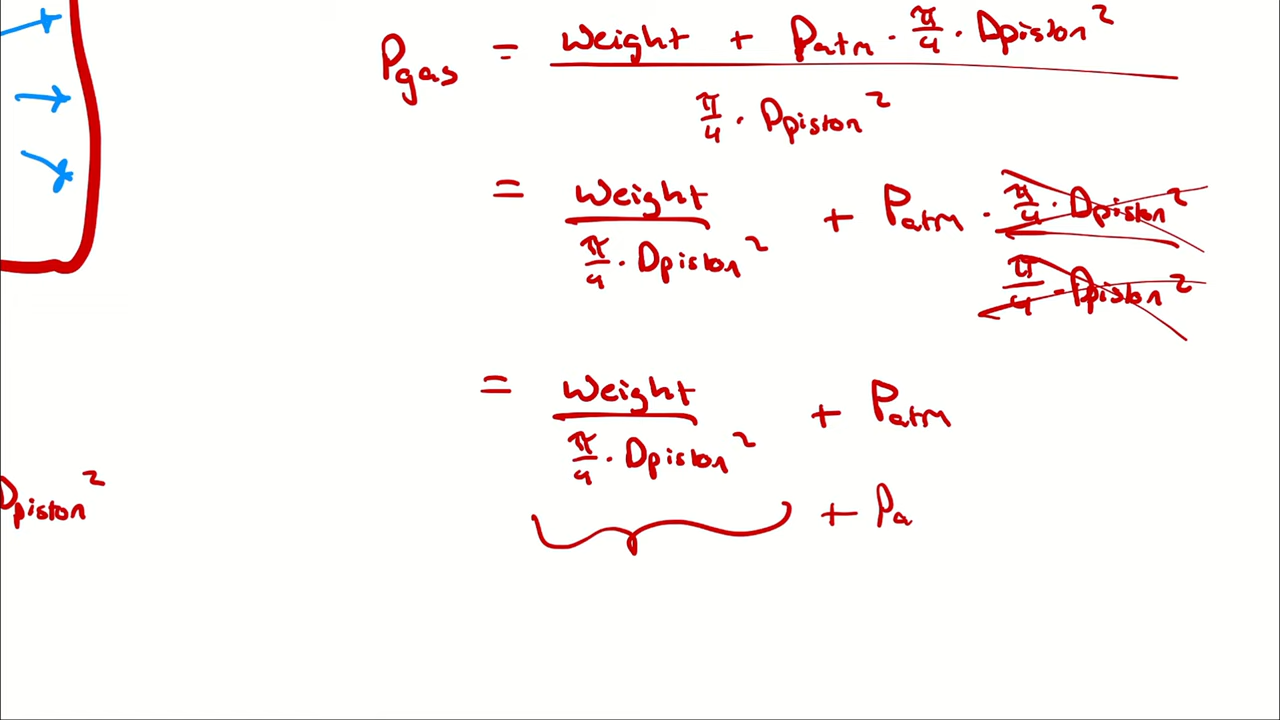 Pgas = Weight + Patm · π/4 · Dpiston²
π/4 · Dpiston²
= Weight + Patm · π/4 · Dpiston²
π/4 · Dpiston² π/4 · Dpiston²
= Weight + Patm
π/4 · Dpiston²
Dpiston² + Pa